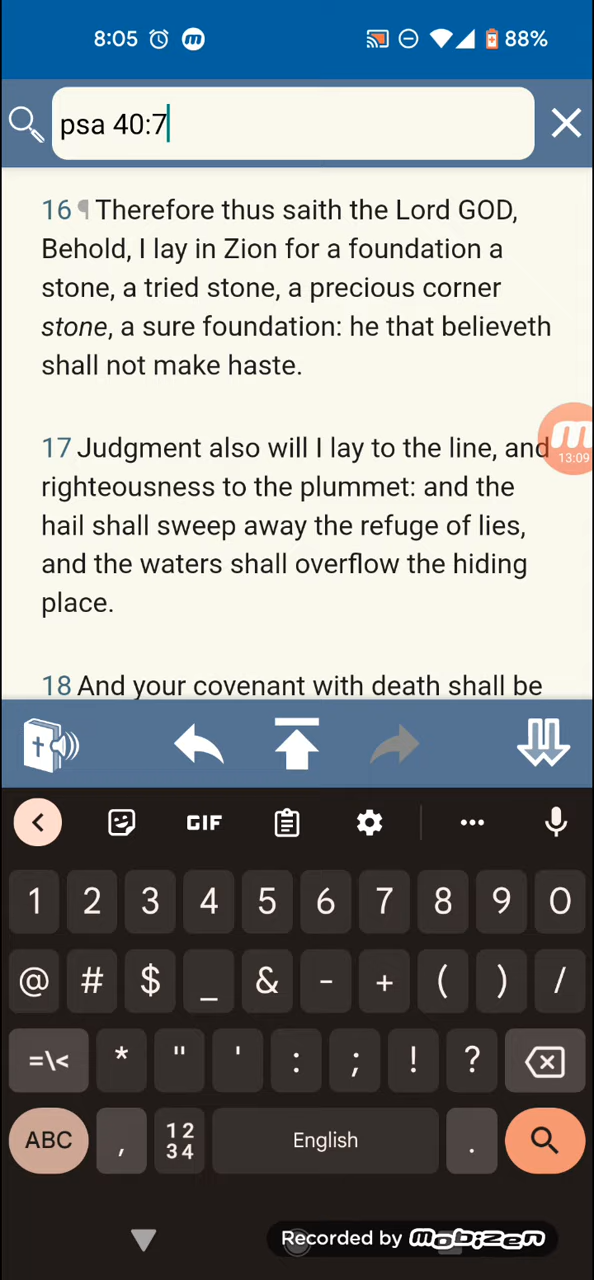 8:05 m 88%
psa 40:7
16 ¶ Therefore thus saith the Lord GOD,
Behold, I lay in Zion for a foundation a
stone, a tried stone, a precious corner
stone, a sure foundation: he that believeth
shall not make haste.
17 Judgment also will I lay to the line, and
righteousness to the plummet: and the
hail shall sweep away the refuge of lies,
and the waters shall overflow the hiding
place.
18 And your covenant with death shall be
m
13:09
GIF
1 2 3 4 5 6 7 8 9 0
@ # $ _ & - + ( ) /
=\< * " ' : ; ! ?
ABC , 12 34 English .
Recorded by mobizen